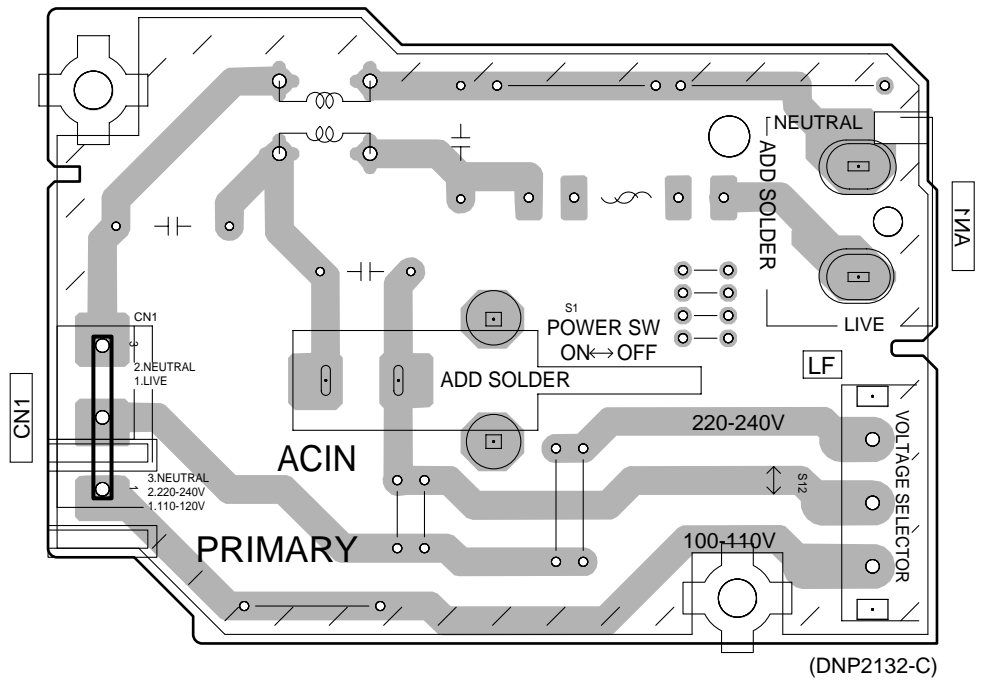 NEUTRAL
ADD SOLDER
AN1
LIVE
CN1
3
2.NEUTRAL
1.LIVE
S1
POWER SW
ON↔OFF
ADD SOLDER
LF
CN1
220-240V
VOLTAGE SELECTOR
ACIN
3.NEUTRAL
2.220-240V
1.110-120V
1
S12
PRIMARY
100-110V
(DNP2132-C)